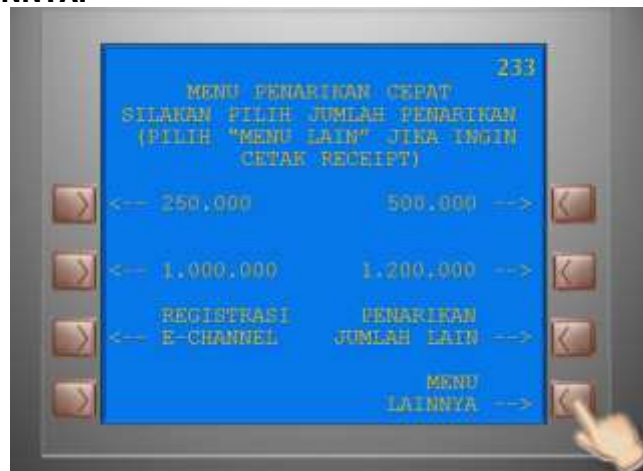 233
MENU PENARIKAN CEPAT
SILAKAN PILIH JUMLAH PENARIKAN
(PILIH "MENU LAIN" JIKA INGIN
CETAK RECEIPT)
<-- 250.000 500.000 -->
<-- 1.000.000 1.200.000 -->
REGISTRASI PENARIKAN
<-- E-CHANNEL JUMLAH LAIN -->
MENU
LAINNYA -->